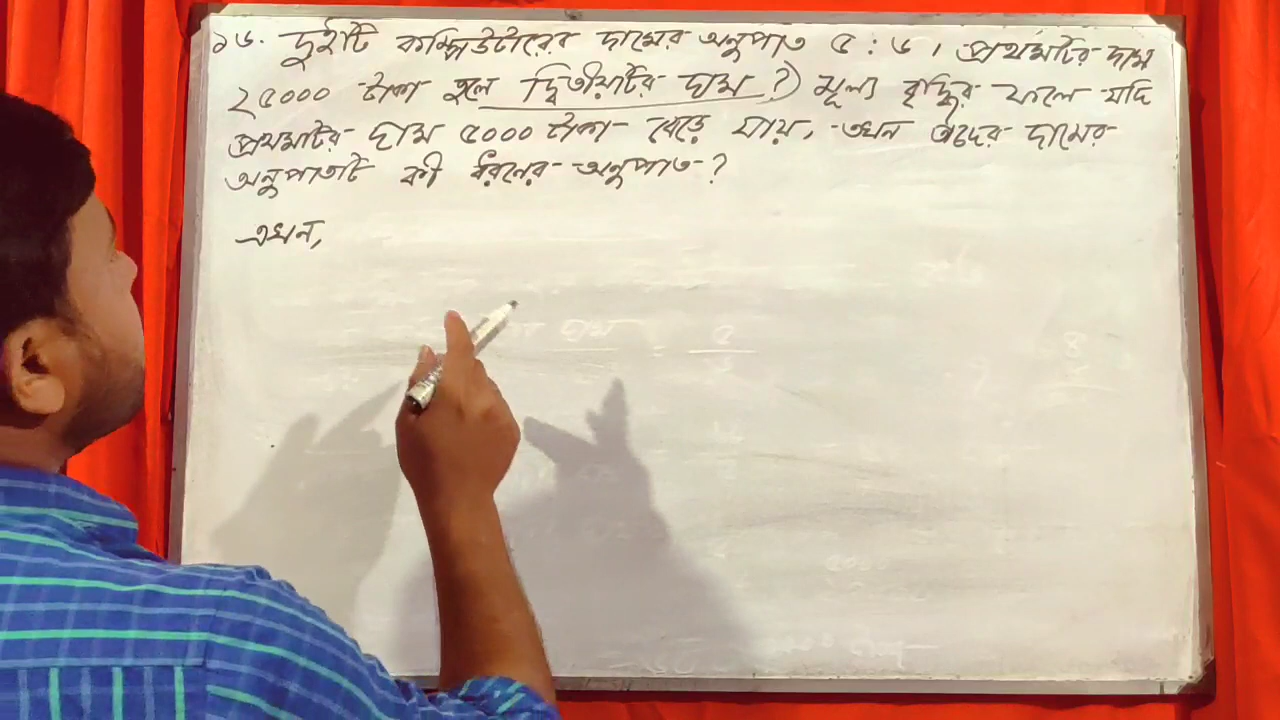 ১৬. দুইটি কম্পিউটারের দামের অনুপাত ৫ : ৬। প্রথমটির দাম
২৫০০০ টাকা হলে দ্বিতীয়টির দাম ?) মূল্য বৃদ্ধির ফলে যদি
প্রথমটির দাম ৫০০০ টাকা বেড়ে যায়, তখন তাদের দামের
অনুপাতটি কী ধরনের অনুপাত ?
এখন,